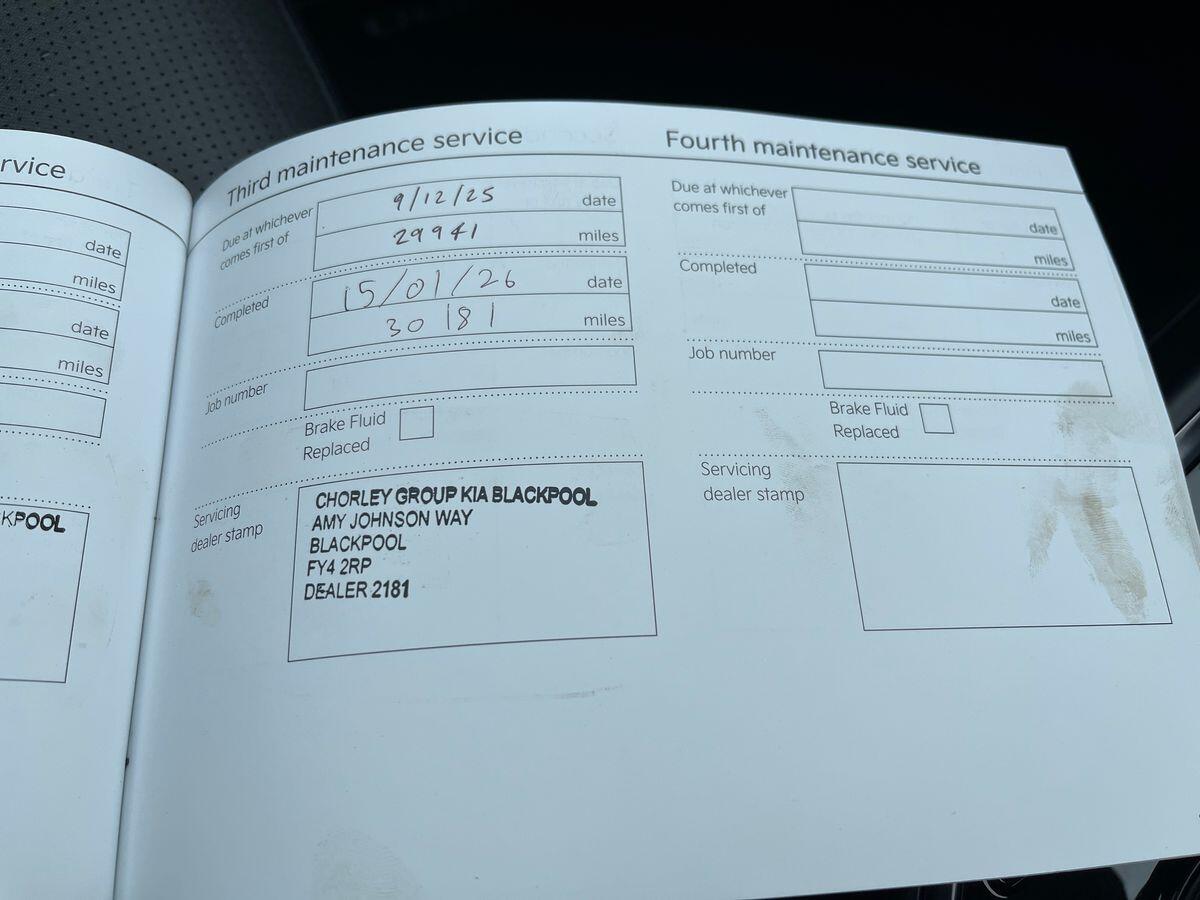 rvice
date
miles
date
miles
KPOOL
Third maintenance service
Due at whichever
comes first of
9/12/25 date
29941 miles
Completed
15/01/26 date
30181 miles
Job number
Brake Fluid
Replaced
Servicing
dealer stamp
CHORLEY GROUP KIA BLACKPOOL
AMY JOHNSON WAY
BLACKPOOL
FY4 2RP
DEALER 2181
Fourth maintenance service
Due at whichever
comes first of
date
miles
Completed
date
miles
Job number
Brake Fluid
Replaced
Servicing
dealer stamp